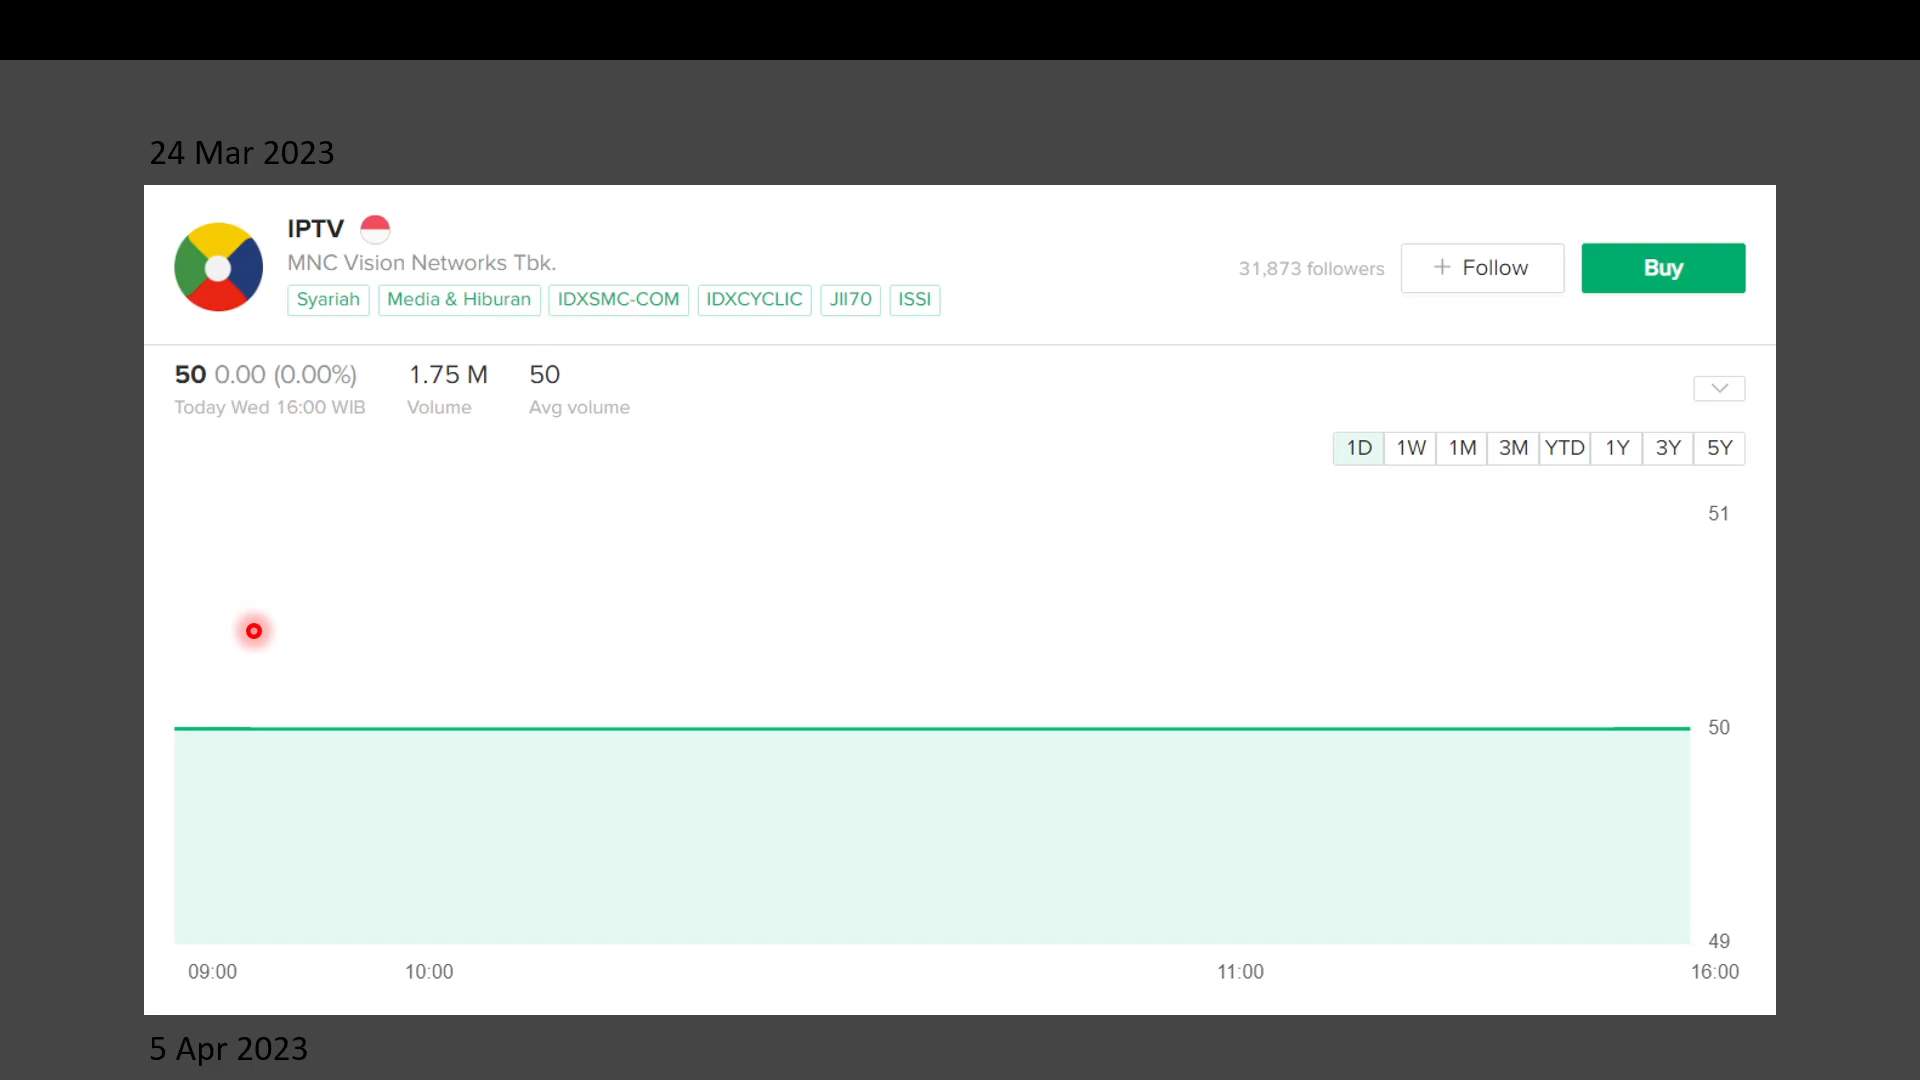 24 Mar 2023
IPTV
MNC Vision Networks Tbk.
Syariah Media & Hiburan IDXSMC-COM IDXCYCLIC JII70 ISSI
31,873 followers + Follow Buy
50 0.00 (0.00%) 1.75 M 50
Today Wed 16:00 WIB Volume Avg volume
1D 1W 1M 3M YTD 1Y 3Y 5Y
51
50
49
09:00 10:00 11:00 16:00
5 Apr 2023